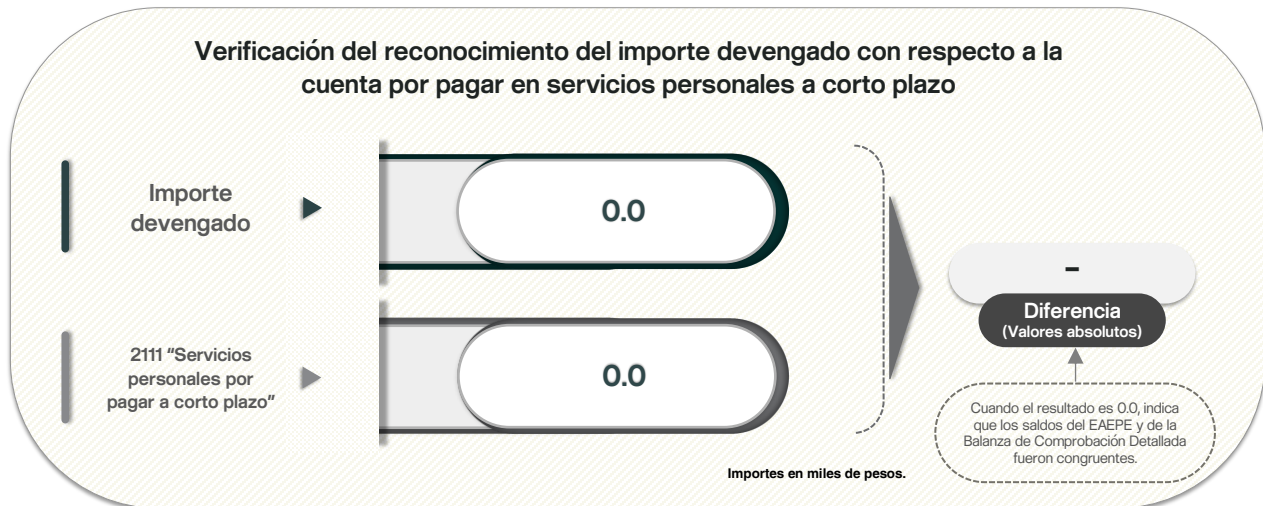 Verificación del reconocimiento del importe devengado con respecto a la
cuenta por pagar en servicios personales a corto plazo
Importe
devengado
0.0
2111 "Servicios
personales por
pagar a corto plazo"
0.0
-
Diferencia
(Valores absolutos)
Cuando el resultado es 0.0, indica
que los saldos del EAEPE y de la
Balanza de Comprobación Detallada
fueron congruentes.
Importes en miles de pesos.